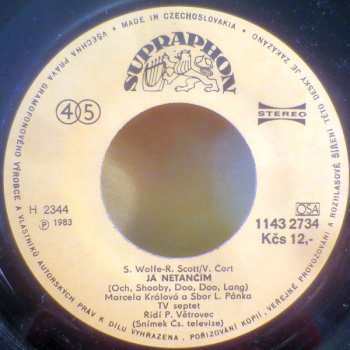 • MADE IN CZECHOSLOVAKIA •
VŠECHNA PRÁVA GRAMOFONOVÉHO VÝROBCE A VLASTNÍKŮ AUTORSKÝCH PRÁV K DÍLU VYHRAZENA. POŘIZOVÁNÍ KOPIÍ, VEŘEJNÉ PROVOZOVÁNÍ A ROZHLASOVÉ ŠÍŘENÍ TÉTO DESKY JE ZAKÁZÁNO
SUPRAPHON
45
STEREO
H 2344
℗ 1983
OSA
1143 2734
Kčs 12,-
S. Wolfe-R. Scott/V. Cort
JÁ NETANČÍM
(Och, Shooby, Doo, Doo, Lang)
Marcela Králová a Sbor L. Pánka
TV septet
Řídí P. Větrovec
(Snímek Čs. televize)